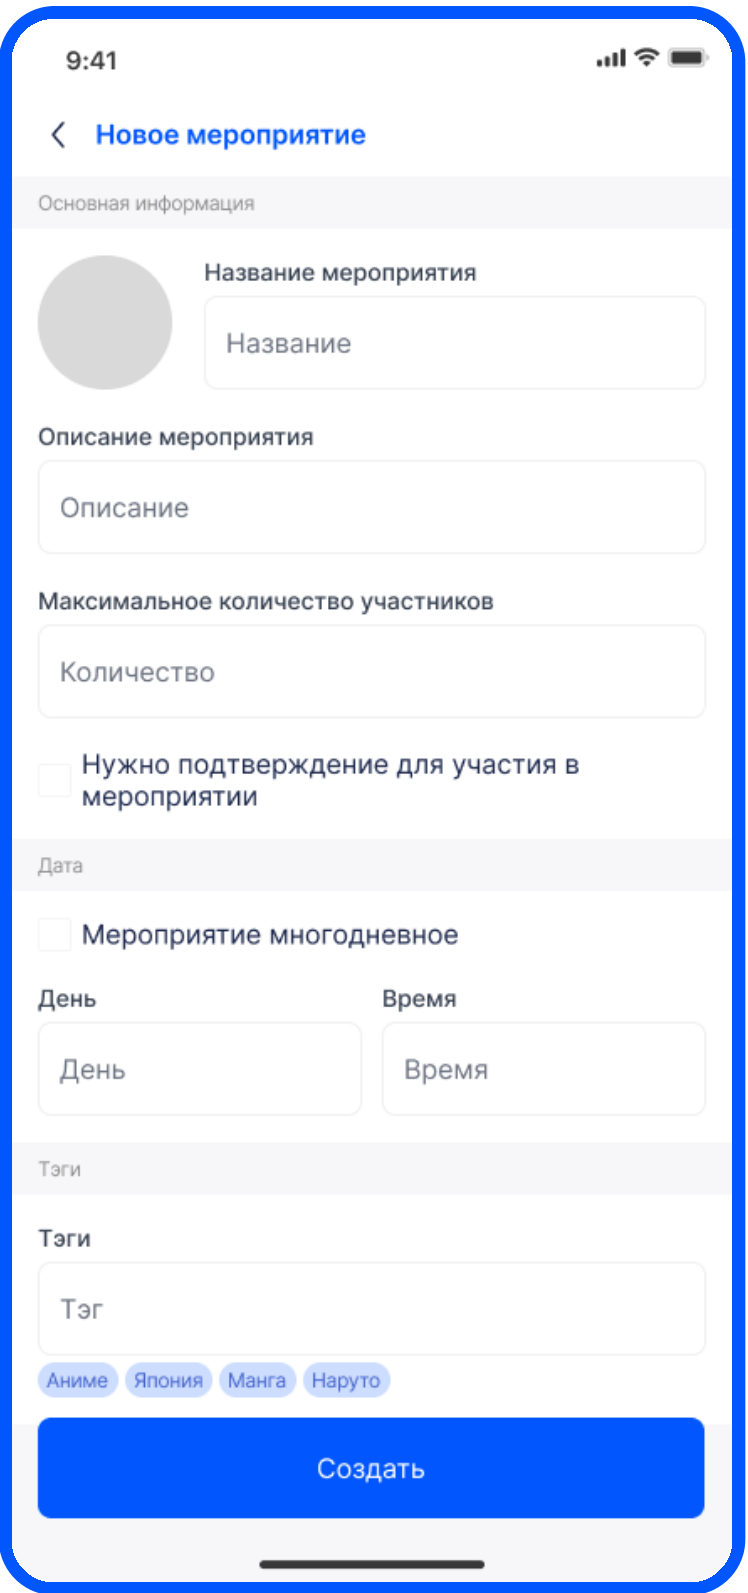 9:41
Новое мероприятие
Основная информация
Название мероприятия
Название
Описание мероприятия
Описание
Максимальное количество участников
Количество
Нужно подтверждение для участия в
мероприятии
Дата
Мероприятие многодневное
День Время
День Время
Тэги
Тэги
Тэг
Аниме Япония Манга Наруто
Создать